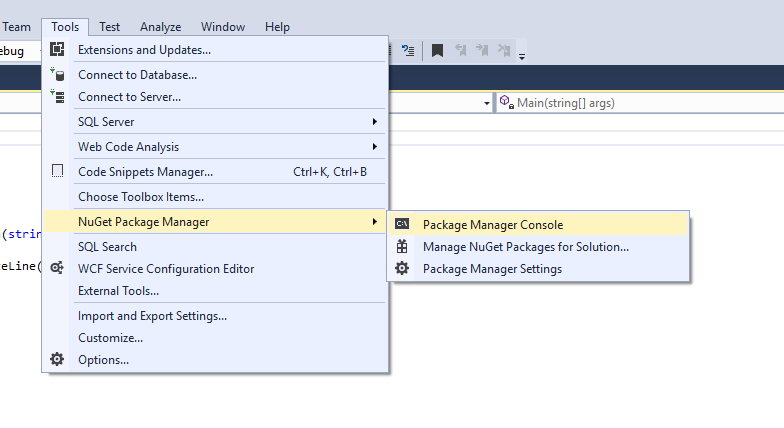 Team Tools Test Analyze Window Help
ebug
Extensions and Updates...
Connect to Database...
Connect to Server...
Main(string[] args)
SQL Server
Web Code Analysis
Code Snippets Manager... Ctrl+K, Ctrl+B
Choose Toolbox Items...
NuGet Package Manager
C:\
Package Manager Console
(strin
SQL Search
Manage NuGet Packages for Solution...
teLine(
WCF Service Configuration Editor
Package Manager Settings
External Tools...
Import and Export Settings...
Customize...
Options...